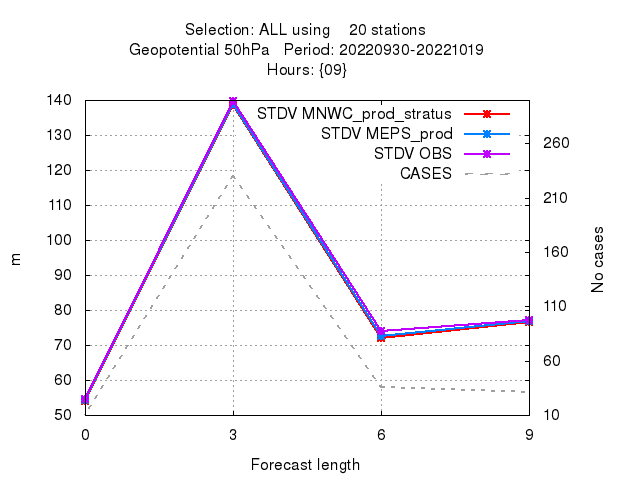 Selection: ALL using 20 stations
Geopotential 50hPa Period: 20220930-20221019
Hours: {09}
STDV MNWC_prod_stratus
STDV MEPS_prod
STDV OBS
CASES
140
130
120
110
100
90
80
70
60
50
m
260
210
160
110
60
10
No cases
0 3 6 9
Forecast length